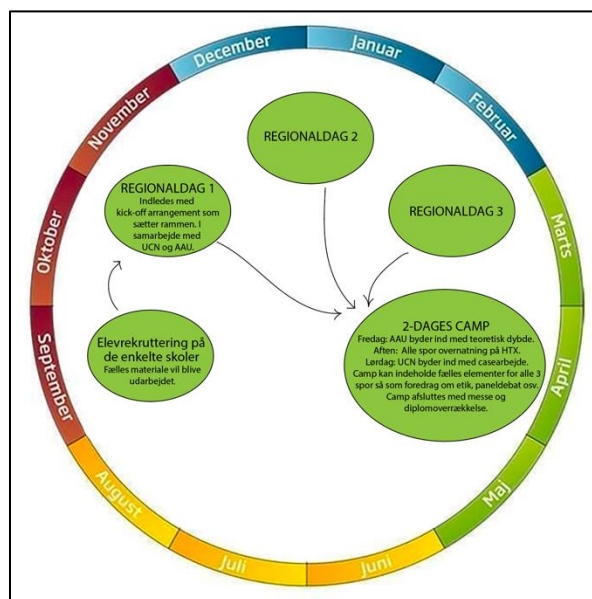 December
Januar
Februar
Marts
April
Maj
Juni
Juli
August
September
Oktober
November
REGIONALDAG 1
Indledes med
kick-off arrangement som
sætter rammen. I
samarbejde med
UCN og AAU.
REGIONALDAG 2
REGIONALDAG 3
Elevrekruttering på
de enkelte skoler
Fælles materiale vil blive
udarbejdet.
2-DAGES CAMP
Fredag: AAU byder ind med teoretisk dybde.
Aften: Alle spor overnatning på HTX.
Lørdag: UCN byder ind med casearbejde.
Camp kan indeholde fælles elementer for alle 3
spor så som foredrag om etik, paneldebat osv.
Camp afsluttes med messe og
diplomoverrækkelse.